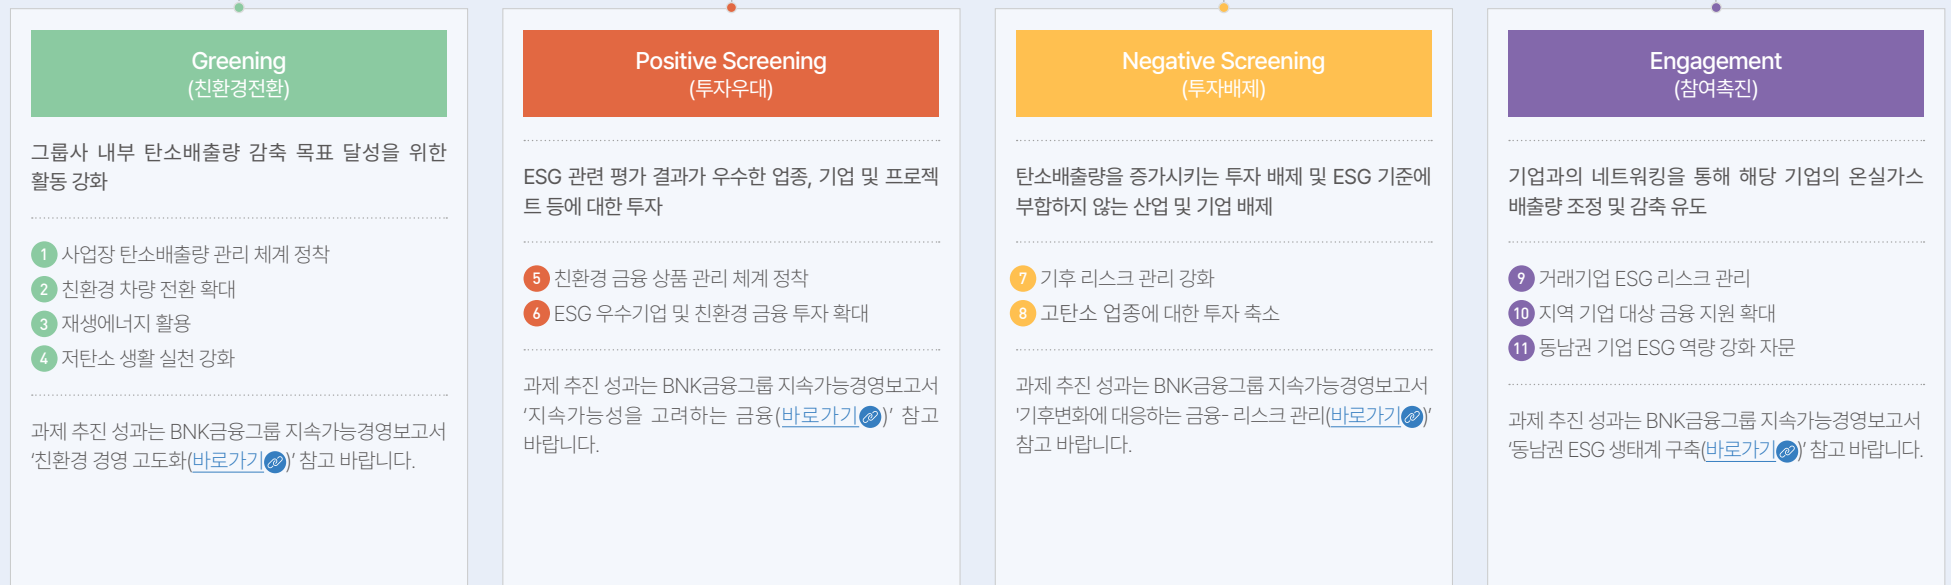 Greening
(친환경전환)
그룹사 내부 탄소배출량 감축 목표 달성을 위한
활동 강화
1 사업장 탄소배출량 관리 체계 정착
2 친환경 차량 전환 확대
3 재생에너지 활용
4 저탄소 생활 실천 강화
과제 추진 성과는 BNK금융그룹 지속가능경영보고서
‘친환경 경영 고도화(바로가기)’ 참고 바랍니다.
Positive Screening
(투자우대)
ESG 관련 평가 결과가 우수한 업종, 기업 및 프로젝
트 등에 대한 투자
5 친환경 금융 상품 관리 체계 정착
6 ESG 우수기업 및 친환경 금융 투자 확대
과제 추진 성과는 BNK금융그룹 지속가능경영보고서
‘지속가능성을 고려하는 금융(바로가기)’ 참고
바랍니다.
Negative Screening
(투자배제)
탄소배출량을 증가시키는 투자 배제 및 ESG 기준에
부합하지 않는 산업 및 기업 배제
7 기후 리스크 관리 강화
8 고탄소 업종에 대한 투자 축소
과제 추진 성과는 BNK금융그룹 지속가능경영보고서
'기후변화에 대응하는 금융- 리스크 관리(바로가기)’
참고 바랍니다.
Engagement
(참여촉진)
기업과의 네트워킹을 통해 해당 기업의 온실가스
배출량 조정 및 감축 유도
9 거래기업 ESG 리스크 관리
10 지역 기업 대상 금융 지원 확대
11 동남권 기업 ESG 역량 강화 자문
과제 추진 성과는 BNK금융그룹 지속가능경영보고서
‘동남권 ESG 생태계 구축(바로가기)’ 참고 바랍니다.